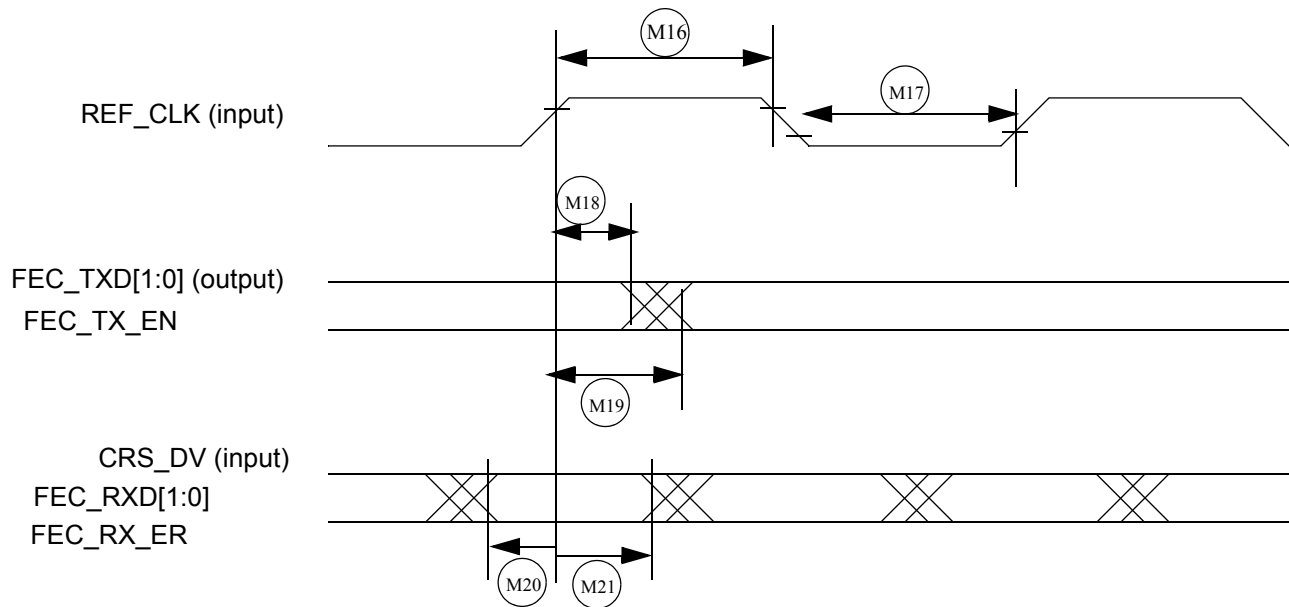 M16
REF_CLK (input)
M17
M18
FEC_TXD[1:0] (output)
FEC_TX_EN
M19
CRS_DV (input)
FEC_RXD[1:0]
FEC_RX_ER
M20
M21